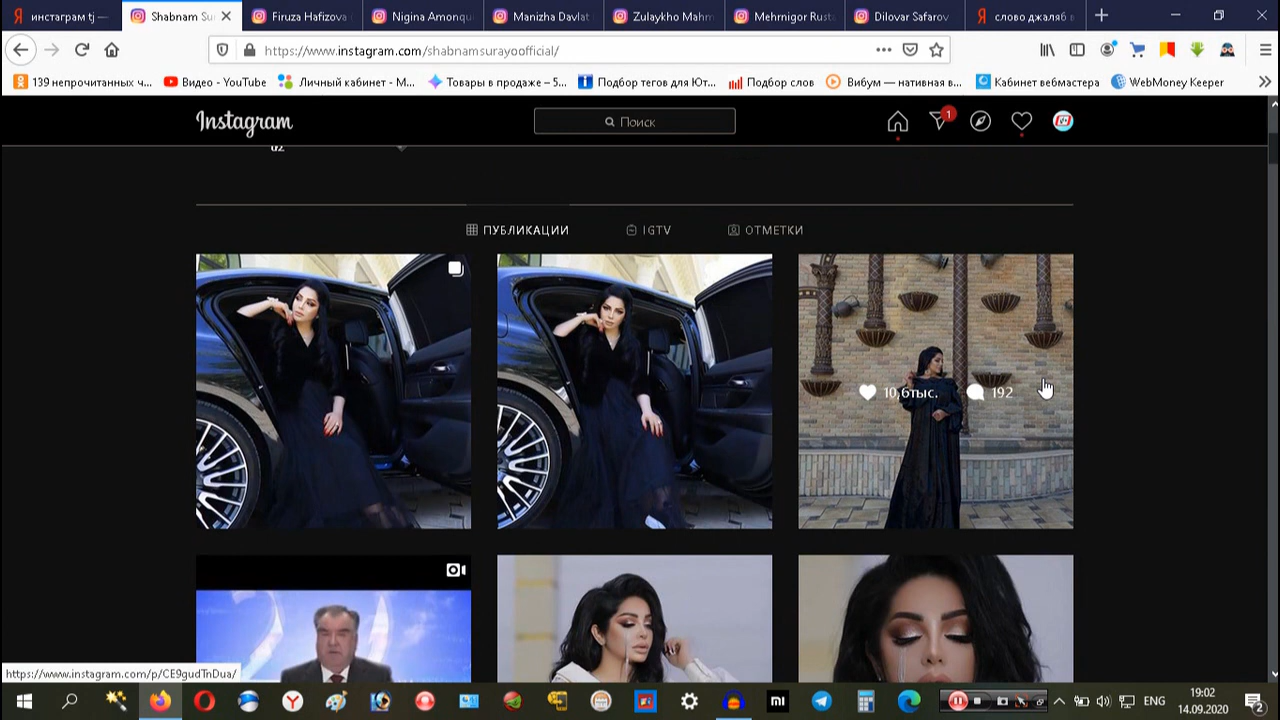 инстаграм tj —
Shabnam Su
Firuza Hafizova
Nigina Amonqu
Manizha Davlat
Zulaykho Mahm
Mehrnigor Rust
Dilovar Safarov
слово джаляб в
https://www.instagram.com/shabnamsurayoofficial/
139 непрочитанных ч...
Видео - YouTube
Личный кабинет - М...
Товары в продаже – 5...
Подбор тегов для Ют...
Подбор слов
Вибум — нативная в...
Кабинет вебмастера
WebMoney Keeper
Instagram
Поиск
1
ПУБЛИКАЦИИ
IGTV
ОТМЕТКИ
10,6тыс.
192
https://www.instagram.com/p/CE9gudTnDua/
mi
ENG
19:02
14.09.2020
2